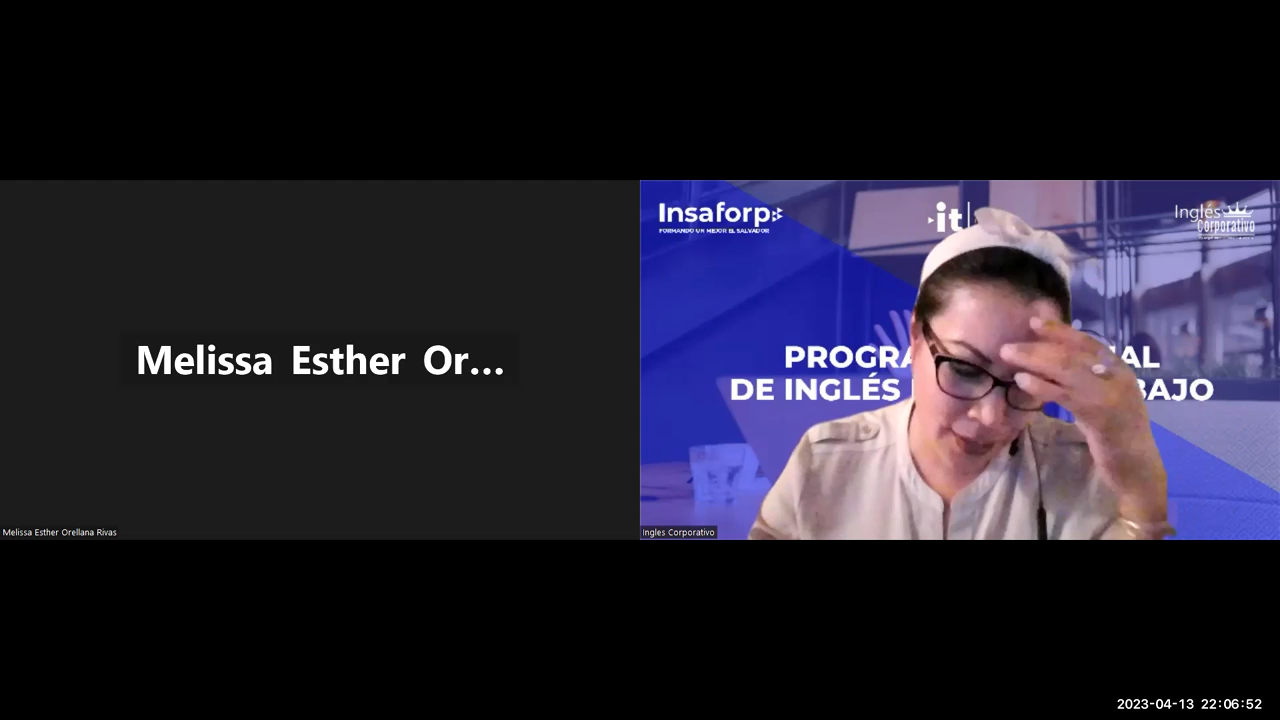 Melissa Esther Or...
Melissa Esther Orellana Rivas
Insaforp
FORMANDO UN MEJOR EL SALVADOR
it
Inglés
Corporativo
PROGRA
AL
DE INGLÉS
BAJO
Ingles Corporativo
2023-04-13 22:06:52